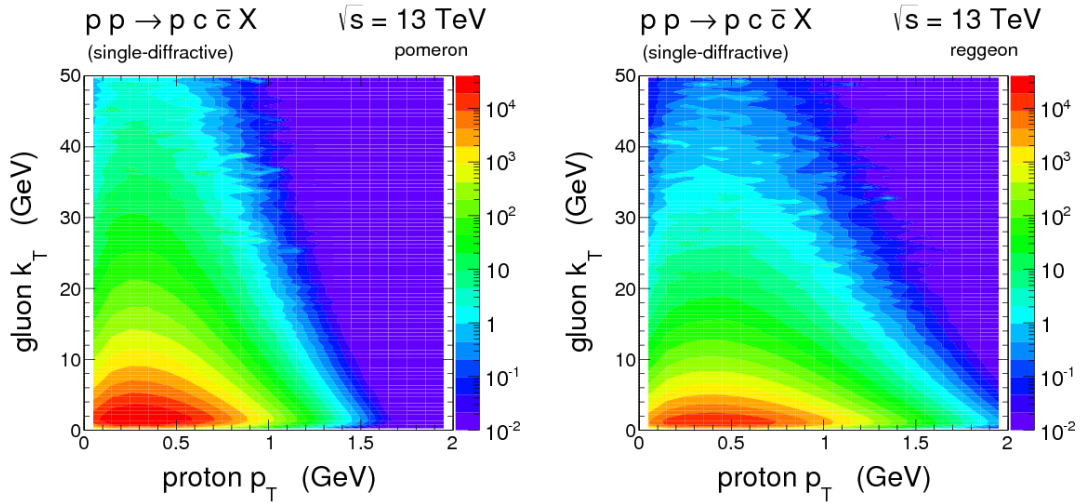 p p → p c c̅ X √s = 13 TeV
(single-diffractive) pomeron
gluon k_T (GeV)
50
40
30
20
10
0
0 0.5 1 1.5 2
proton p_T (GeV)
10^4
10^3
10^2
10
1
10^-1
10^-2
p p → p c c̅ X √s = 13 TeV
(single-diffractive) reggeon
gluon k_T (GeV)
50
40
30
20
10
0
0 0.5 1 1.5 2
proton p_T (GeV)
10^4
10^3
10^2
10
1
10^-1
10^-2